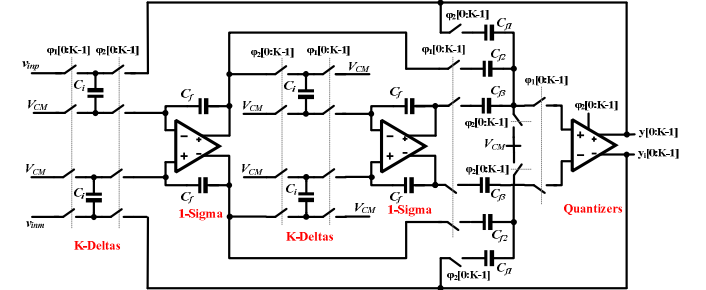 φ₂[0:K-1]
C_f1
φ₁[0:K-1] φ₂[0:K-1]
φ₂[0:K-1] φ₁[0:K-1]
φ₁[0:K-1]
C_f2
v_inp
V_CM
C_i
C_f
C_i
C_f
C_f3
φ₁[0:K-1]
V_CM
V_CM
φ₂[0:K-1]
φ₂[0:K-1]
y[0:K-1]
V_CM
y_i[0:K-1]
V_CM
V_CM
φ₂[0:K-1]
C_i
C_f
C_i
C_f
C_f3
v_inm
1-Sigma
V_CM
1-Sigma
Quantizers
K-Deltas
K-Deltas
C_f2
C_f1
φ₂[0:K-1]